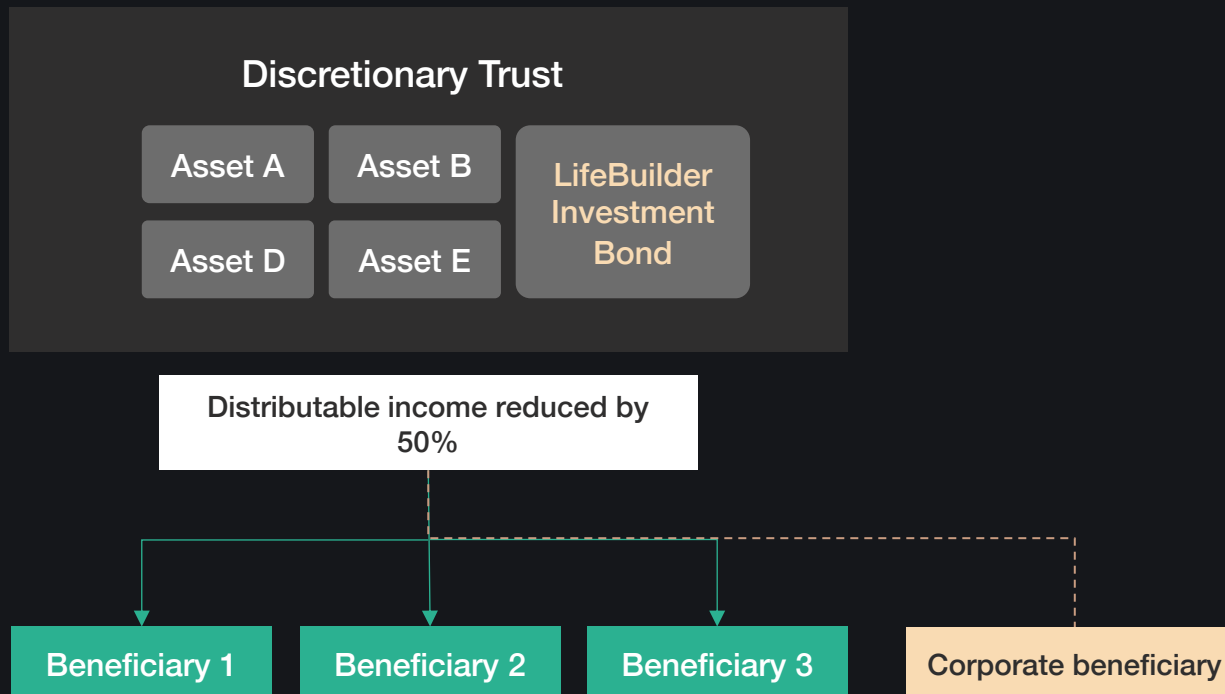 Discretionary Trust
Asset A
Asset B
LifeBuilder
Investment
Bond
Asset D
Asset E
Distributable income reduced by
50%
Beneficiary 1
Beneficiary 2
Beneficiary 3
Corporate beneficiary